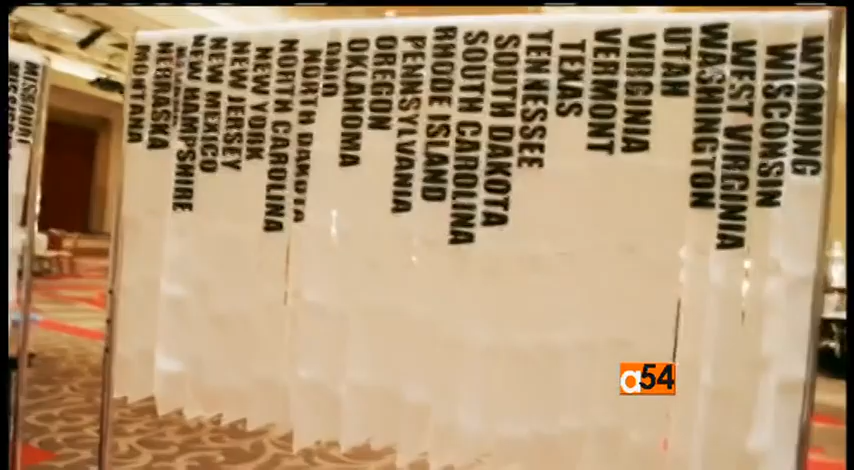 MISSOURI
MONTANA
NEBRASKA
NEW HAMPSHIRE
NEW MEXICO
NEW JERSEY
NEW YORK
NORTH CAROLINA
NORTH DAKOTA
OHIO
OKLAHOMA
OREGON
PENNSYLVANIA
RHODE ISLAND
SOUTH CAROLINA
SOUTH DAKOTA
TENNESSEE
TEXAS
VERMONT
VIRGINIA
UTAH
WASHINGTON
WEST VIRGINIA
WISCONSIN
WYOMING
a54